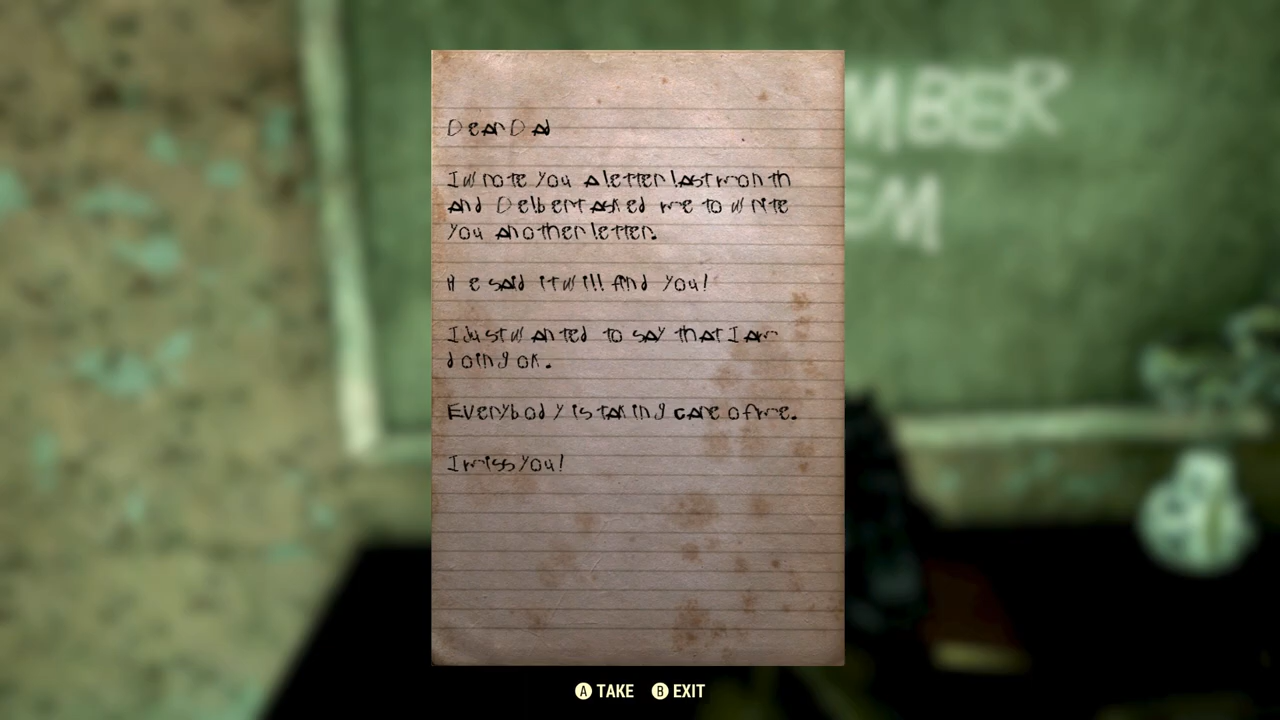 MBER
EM
Dear Dad
I wrote you a letter last month
and Delbert asked me to write
you another letter.
He said it will find you!
I just wanted to say that I am
doing ok.
Everybody is taking care of me.
I miss you!
A TAKE B EXIT